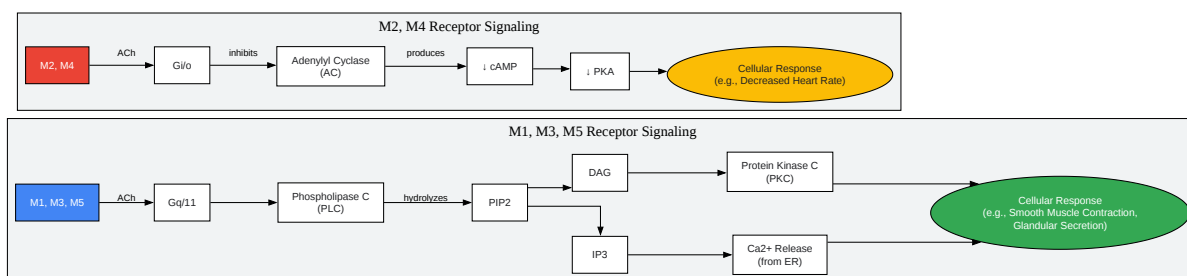 M2, M4 Receptor Signaling
M2, M4
ACh
Gi/o
inhibits
Adenylyl Cyclase
(AC)
produces
↓ cAMP
↓ PKA
Cellular Response
(e.g., Decreased Heart Rate)
M1, M3, M5 Receptor Signaling
M1, M3, M5
ACh
Gq/11
Phospholipase C
(PLC)
hydrolyzes
PIP2
DAG
Protein Kinase C
(PKC)
IP3
Ca2+ Release
(from ER)
Cellular Response
(e.g., Smooth Muscle Contraction,
Glandular Secretion)